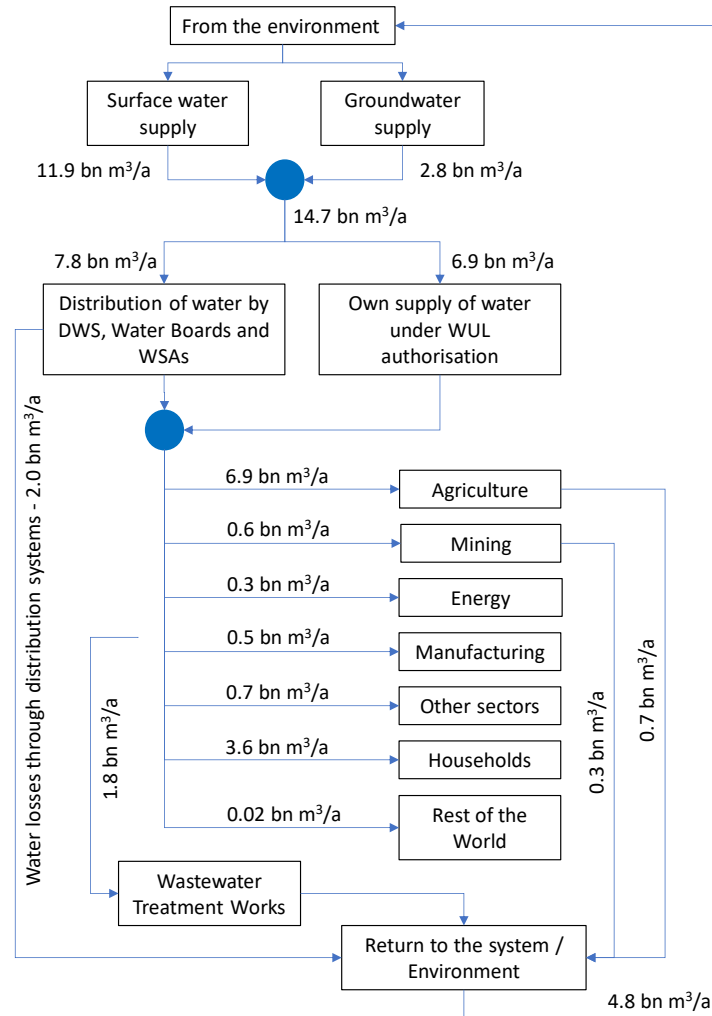 From the environment
Surface water
supply
Groundwater
supply
11.9 bn m³/a
2.8 bn m³/a
14.7 bn m³/a
7.8 bn m³/a
6.9 bn m³/a
Distribution of water by
DWS, Water Boards and
WSAs
Own supply of water
under WUL
authorisation
Water losses through distribution systems - 2.0 bn m³/a
6.9 bn m³/a
Agriculture
0.6 bn m³/a
Mining
0.3 bn m³/a
Energy
0.5 bn m³/a
Manufacturing
0.7 bn m³/a
Other sectors
3.6 bn m³/a
Households
0.02 bn m³/a
Rest of the
World
1.8 bn m³/a
0.3 bn m³/a
0.7 bn m³/a
Wastewater
Treatment Works
Return to the system /
Environment
4.8 bn m³/a